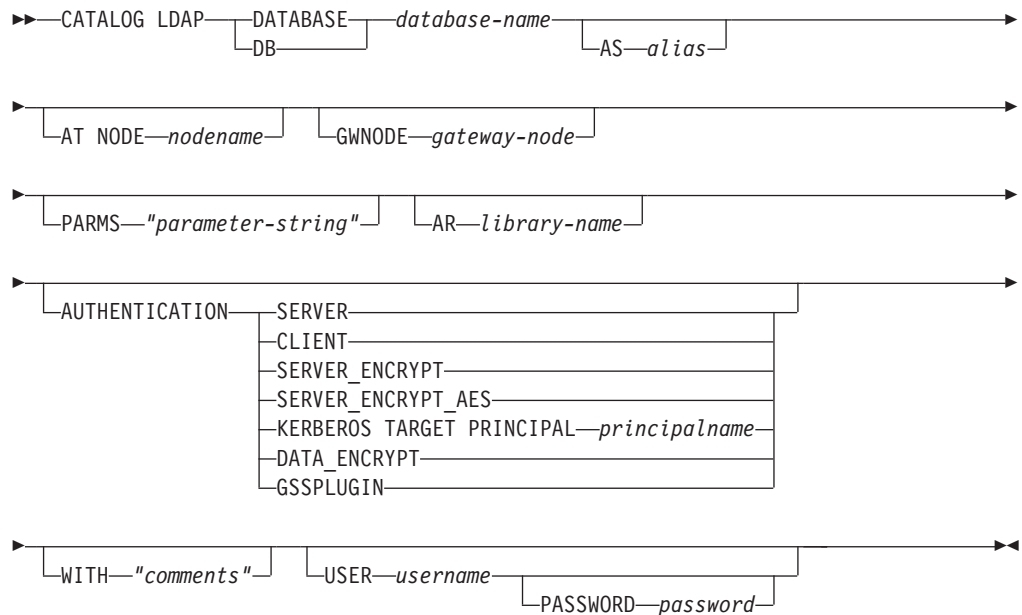 CATALOG LDAP DATABASE database-name
DB AS alias
AT NODE nodename GWNODE gateway-node
PARMS "parameter-string" AR library-name
AUTHENTICATION SERVER
CLIENT
SERVER_ENCRYPT
SERVER_ENCRYPT_AES
KERBEROS TARGET PRINCIPAL principalname
DATA_ENCRYPT
GSSPLUGIN
WITH "comments" USER username
PASSWORD password